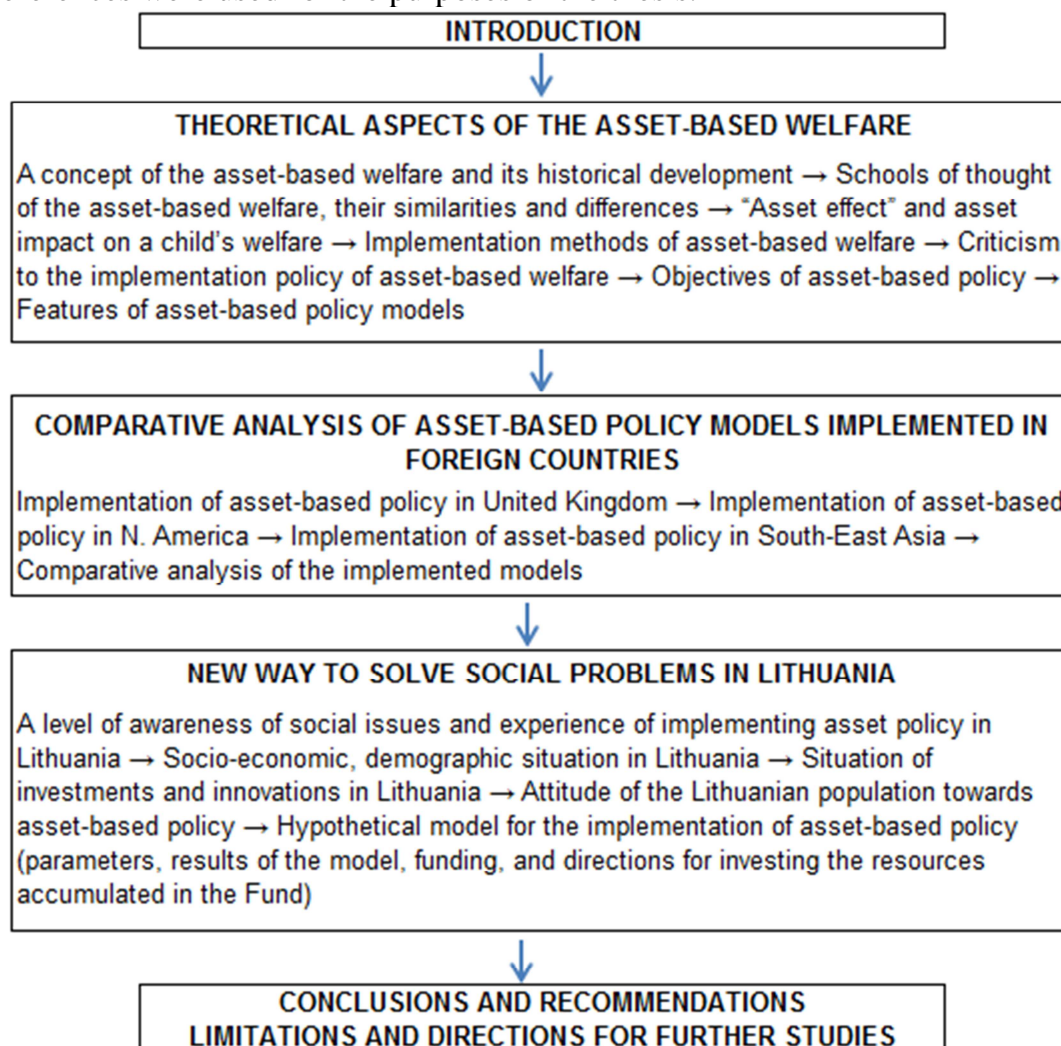 references were used for the purposes of the thesis.
INTRODUCTION
THEORETICAL ASPECTS OF THE ASSET-BASED WELFARE
A concept of the asset-based welfare and its historical development → Schools of thought
of the asset-based welfare, their similarities and differences → “Asset effect” and asset
impact on a child’s welfare → Implementation methods of asset-based welfare → Criticism
to the implementation policy of asset-based welfare → Objectives of asset-based policy →
Features of asset-based policy models
COMPARATIVE ANALYSIS OF ASSET-BASED POLICY MODELS IMPLEMENTED IN
FOREIGN COUNTRIES
Implementation of asset-based policy in United Kingdom → Implementation of asset-based
policy in N. America → Implementation of asset-based policy in South-East Asia →
Comparative analysis of the implemented models
NEW WAY TO SOLVE SOCIAL PROBLEMS IN LITHUANIA
A level of awareness of social issues and experience of implementing asset policy in
Lithuania → Socio-economic, demographic situation in Lithuania → Situation of
investments and innovations in Lithuania → Attitude of the Lithuanian population towards
asset-based policy → Hypothetical model for the implementation of asset-based policy
(parameters, results of the model, funding, and directions for investing the resources
accumulated in the Fund)
CONCLUSIONS AND RECOMMENDATIONS
LIMITATIONS AND DIRECTIONS FOR FURTHER STUDIES